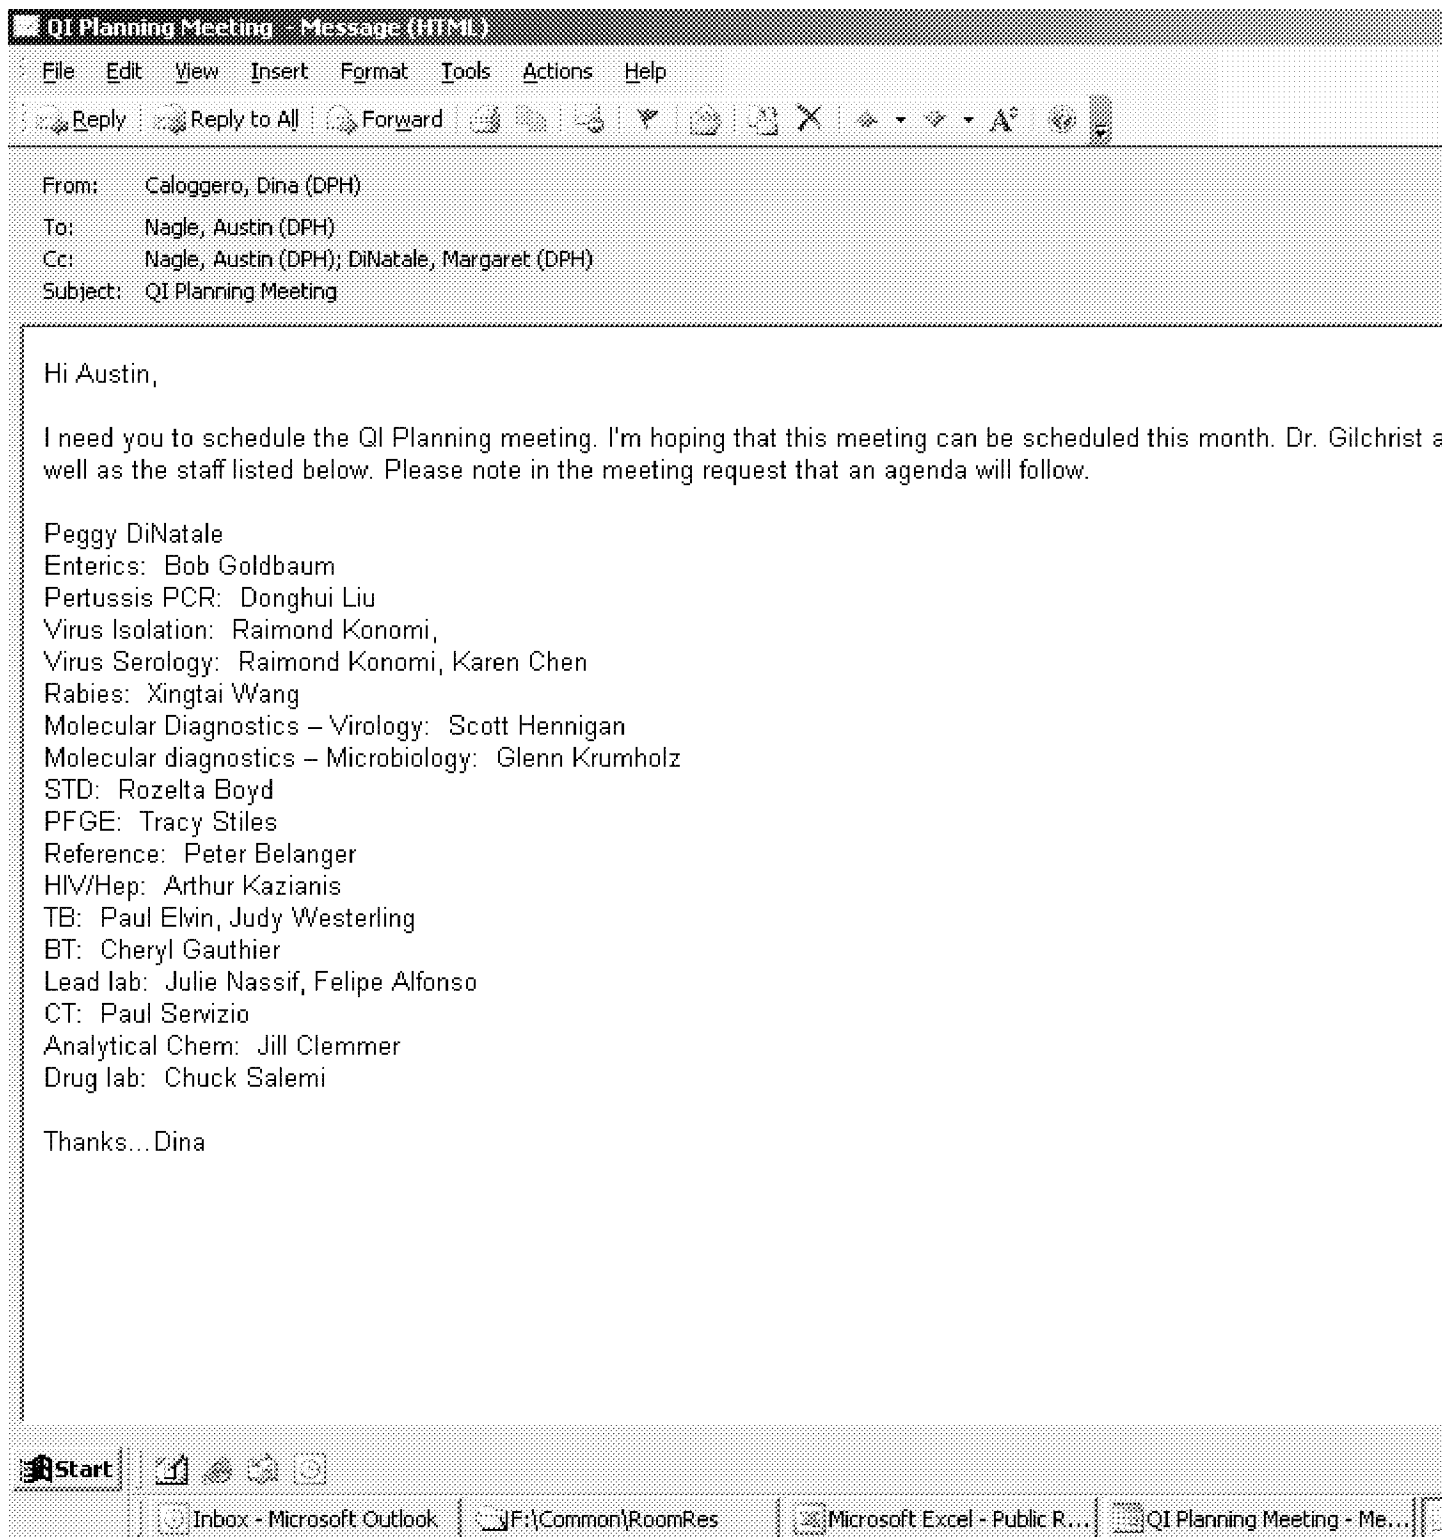 QI Planning Meeting - Message (HTML)
File Edit View Insert Format Tools Actions Help
Reply Reply to All Forward
From: Caloggero, Dina (DPH)
To: Nagle, Austin (DPH)
Cc: Nagle, Austin (DPH); DiNatale, Margaret (DPH)
Subject: QI Planning Meeting
Hi Austin,
I need you to schedule the QI Planning meeting. I'm hoping that this meeting can be scheduled this month. Dr. Gilchrist a
well as the staff listed below. Please note in the meeting request that an agenda will follow.
Peggy DiNatale
Enterics: Bob Goldbaum
Pertussis PCR: Donghui Liu
Virus Isolation: Raimond Konomi,
Virus Serology: Raimond Konomi, Karen Chen
Rabies: Xingtai Wang
Molecular Diagnostics – Virology: Scott Hennigan
Molecular diagnostics – Microbiology: Glenn Krumholz
STD: Rozelta Boyd
PFGE: Tracy Stiles
Reference: Peter Belanger
HIV/Hep: Arthur Kazianis
TB: Paul Elvin, Judy Westerling
BT: Cheryl Gauthier
Lead lab: Julie Nassif, Felipe Alfonso
CT: Paul Servizio
Analytical Chem: Jill Clemmer
Drug lab: Chuck Salemi
Thanks...Dina
Start
Inbox - Microsoft Outlook F:\Common\RoomRes Microsoft Excel - Public R... QI Planning Meeting - Me...